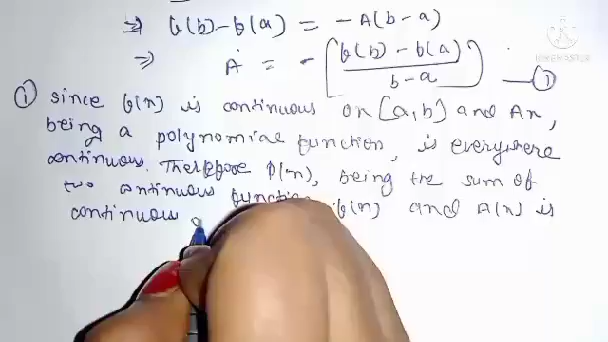 ⇒ f(b) - f(a) = - A(b - a)
⇒ A = - [ f(b) - f(a) / b - a ] — ①
① since f(x) is continuous on [a, b] and Ax,
being a polynomial function, is everywhere
continuous. Therefore φ(x), being the sum of
two continuous function f(x) and A(x) is
continuous